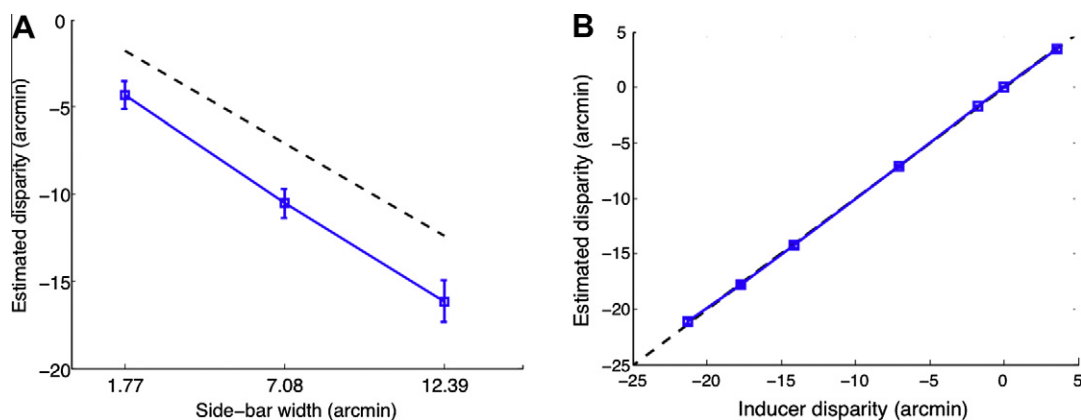 A
0
−5
−10
−15
−20
Estimated disparity (arcmin)
1.77 7.08 12.39
Side−bar width (arcmin)
B
5
0
−5
−10
−15
−20
−25
Estimated disparity (arcmin)
−25 −20 −15 −10 −5 0 5
Inducer disparity (arcmin)